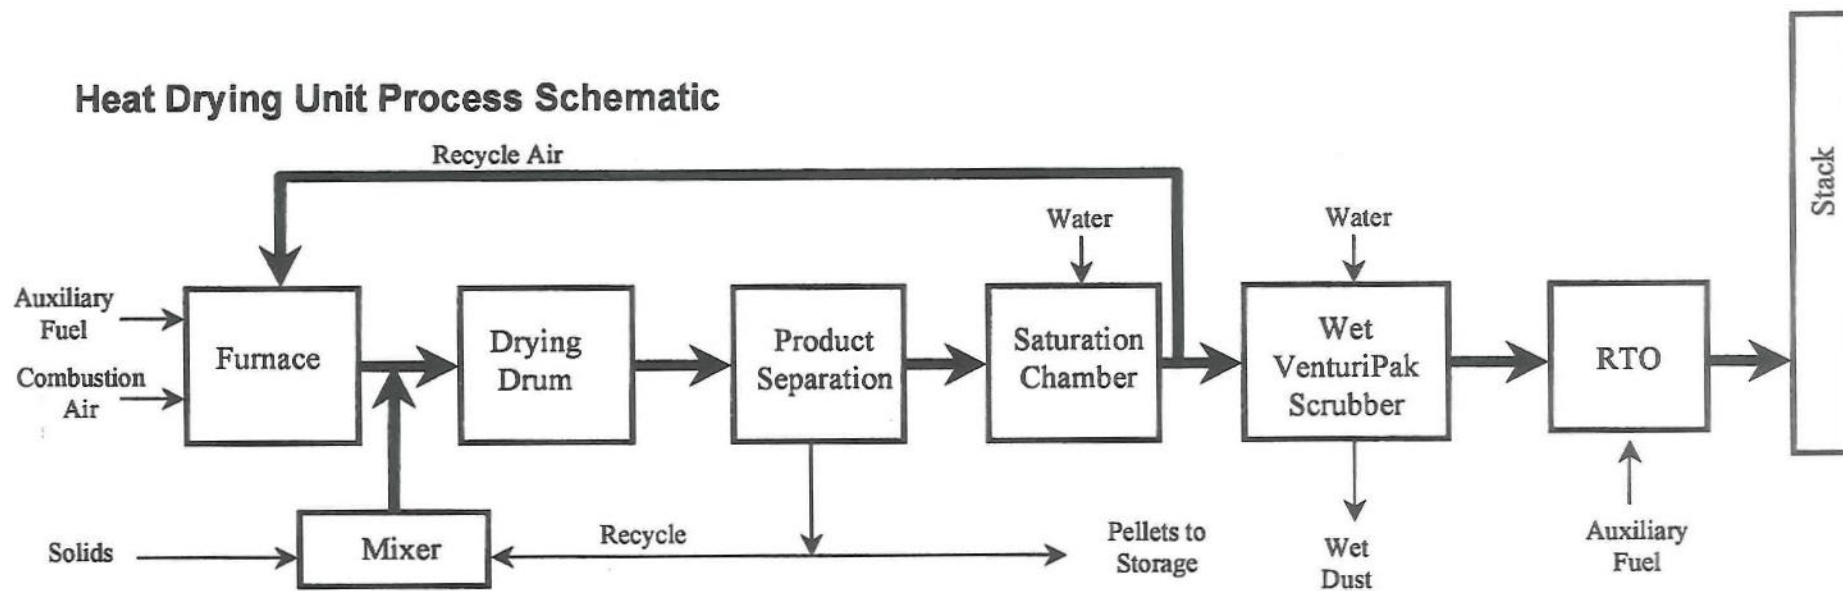 Heat Drying Unit Process Schematic
Recycle Air
Water
Water
Stack
Auxiliary
Fuel
Combustion
Air
Furnace
Drying
Drum
Product
Separation
Saturation
Chamber
Wet
VenturiPak
Scrubber
RTO
Solids
Mixer
Recycle
Pellets to
Storage
Wet
Dust
Auxiliary
Fuel